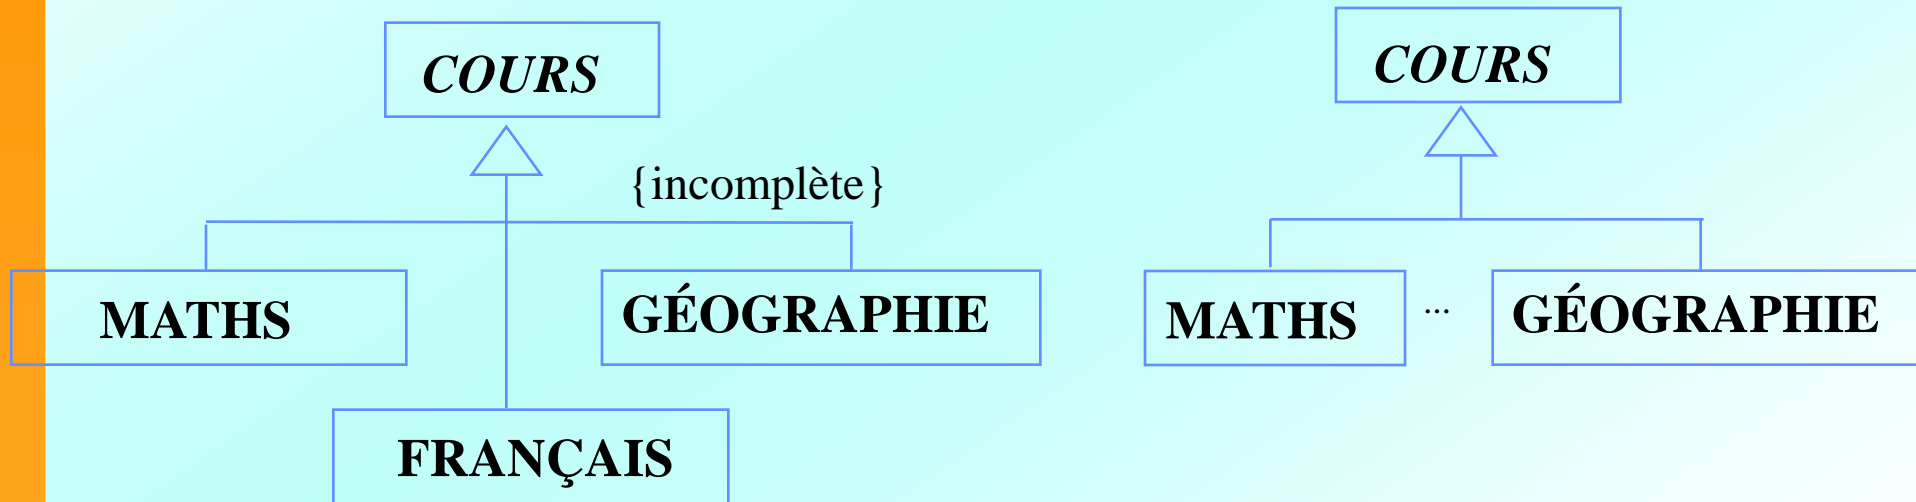 COURS
{incomplète}
MATHS
GÉOGRAPHIE
FRANÇAIS
COURS
MATHS ... GÉOGRAPHIE